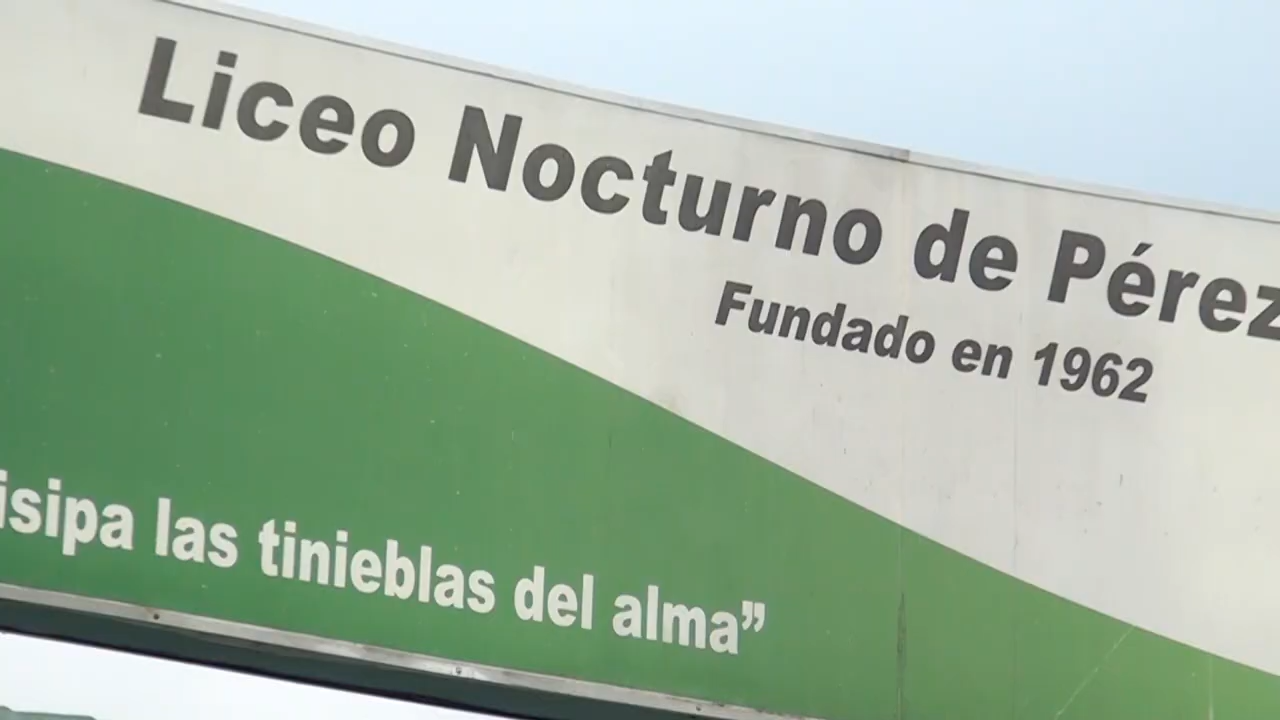 Liceo Nocturno de Pérez
Fundado en 1962
isipa las tinieblas del alma”